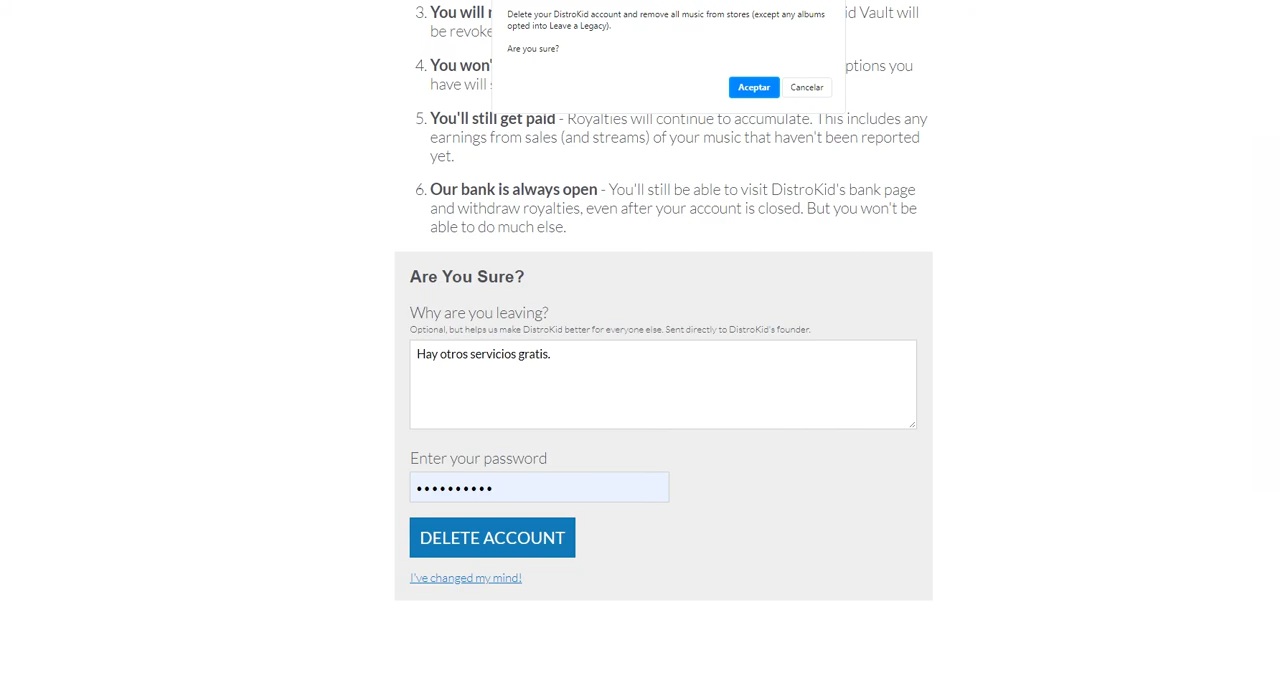 Delete your DistroKid account and remove all music from stores (except any albums
opted into Leave a Legacy).
Are you sure?
Aceptar Cancelar
3. You will id Vault will
be revoke
4. You won' ptions you
have will
5. You'll still get paid - Royalties will continue to accumulate. This includes any
earnings from sales (and streams) of your music that haven't been reported
yet.
6. Our bank is always open - You'll still be able to visit DistroKid's bank page
and withdraw royalties, even after your account is closed. But you won't be
able to do much else.
Are You Sure?
Why are you leaving?
Optional, but helps us make DistroKid better for everyone else. Sent directly to DistroKid's founder.
Hay otros servicios gratis.
Enter your password
DELETE ACCOUNT
I've changed my mind!